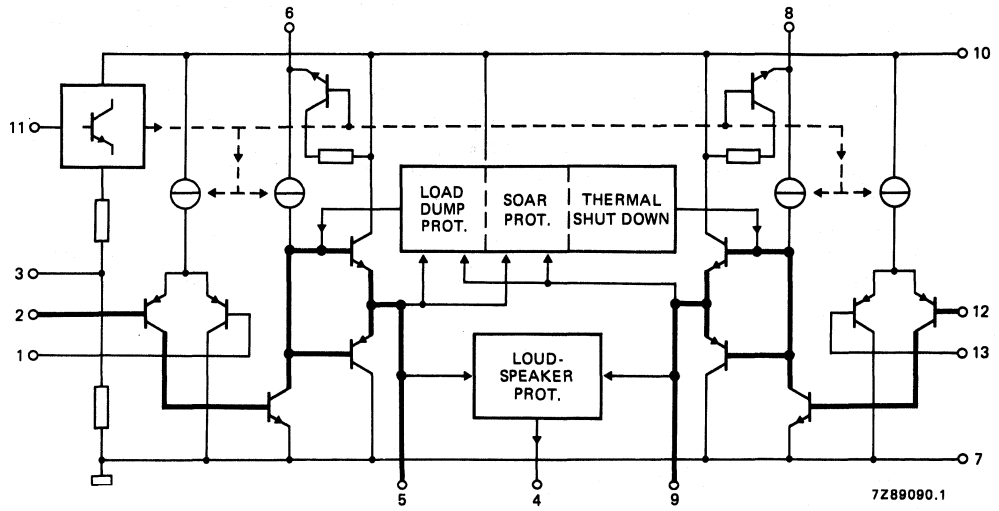 6
8
10
11
LOAD
DUMP
PROT.
SOAR
PROT.
THERMAL
SHUT DOWN
3
2
12
1
13
LOUD-
SPEAKER
PROT.
7
5
4
9
7Z89090.1